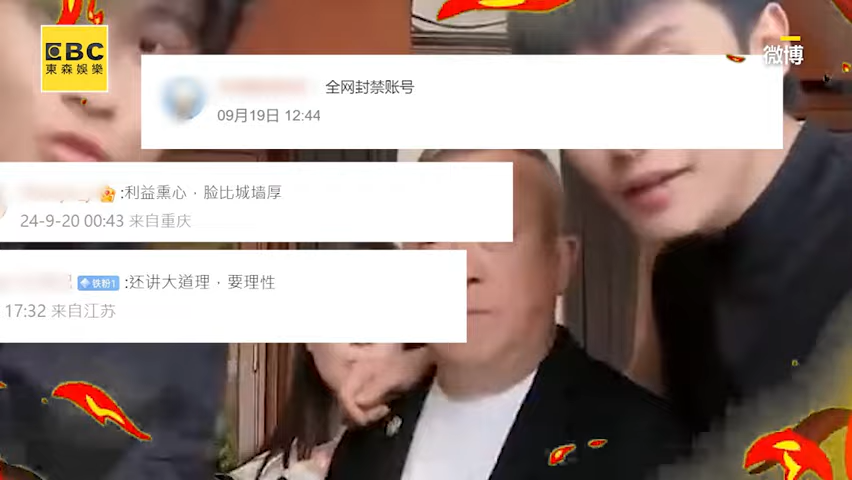 EBC
東森娛樂
微博
全网封禁账号
09月19日 12:44
:利益熏心，脸比城墙厚
24-9-20 00:43 来自重庆
铁粉1 :还讲大道理，要理性
17:32 来自江苏